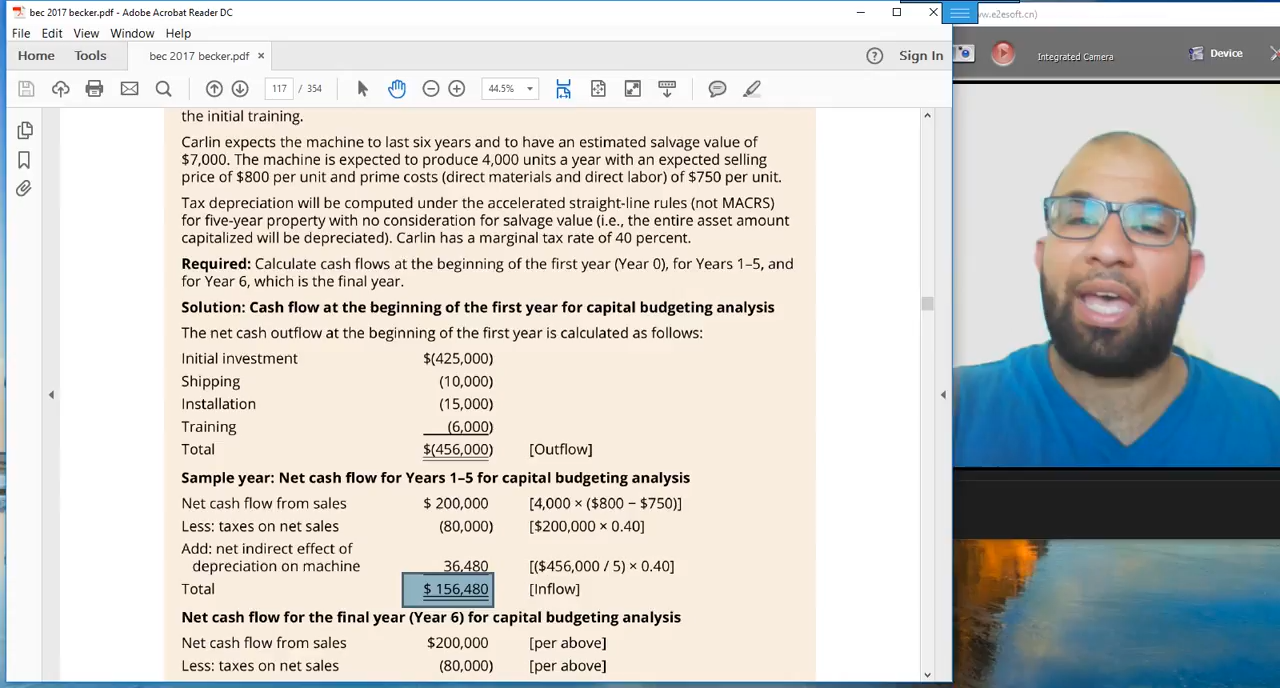 bec 2017 becker.pdf - Adobe Acrobat Reader DC
w.e2esoft.cn)
File Edit View Window Help
Home Tools bec 2017 becker.pdf × Sign In
Integrated Camera Device
117 / 354 44.5%
the initial training.
Carlin expects the machine to last six years and to have an estimated salvage value of
$7,000. The machine is expected to produce 4,000 units a year with an expected selling
price of $800 per unit and prime costs (direct materials and direct labor) of $750 per unit.
Tax depreciation will be computed under the accelerated straight-line rules (not MACRS)
for five-year property with no consideration for salvage value (i.e., the entire asset amount
capitalized will be depreciated). Carlin has a marginal tax rate of 40 percent.
Required: Calculate cash flows at the beginning of the first year (Year 0), for Years 1–5, and
for Year 6, which is the final year.
Solution: Cash flow at the beginning of the first year for capital budgeting analysis
The net cash outflow at the beginning of the first year is calculated as follows:
Initial investment $(425,000)
Shipping (10,000)
Installation (15,000)
Training (6,000)
Total $(456,000) [Outflow]
Sample year: Net cash flow for Years 1–5 for capital budgeting analysis
Net cash flow from sales $ 200,000 [4,000 × ($800 − $750)]
Less: taxes on net sales (80,000) [$200,000 × 0.40]
Add: net indirect effect of
depreciation on machine 36,480 [($456,000 / 5) × 0.40]
Total $ 156,480 [Inflow]
Net cash flow for the final year (Year 6) for capital budgeting analysis
Net cash flow from sales $200,000 [per above]
Less: taxes on net sales (80,000) [per above]